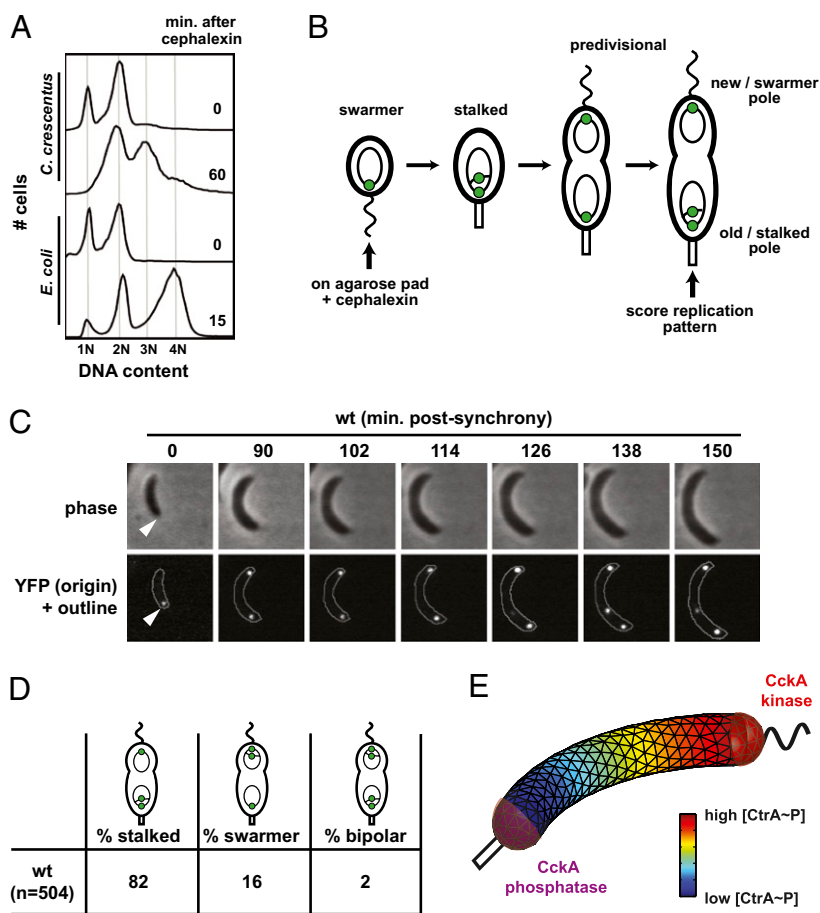 A
min. after
cephalexin
# cells
C. crescentus
0
60
E. coli
0
15
1N 2N 3N 4N
DNA content
B
predivisional
swarmer
stalked
new / swarmer
pole
old / stalked
pole
on agarose pad
+ cephalexin
score replication
pattern
C
wt (min. post-synchrony)
0 90 102 114 126 138 150
phase
YFP (origin)
+ outline
D
% stalked % swarmer % bipolar
wt
(n=504)
82 16 2
E
CckA
kinase
CckA
phosphatase
high [CtrA~P]
low [CtrA~P]